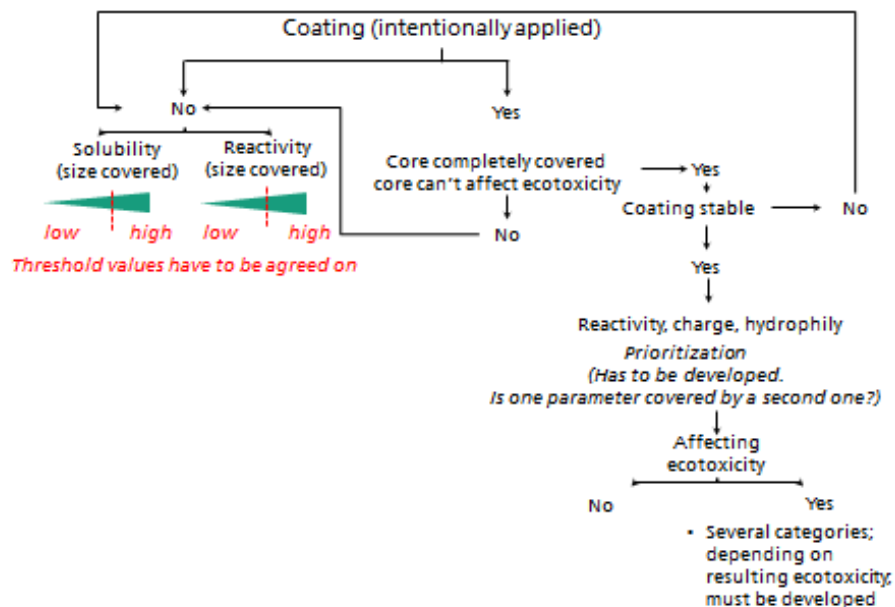 Coating (intentionally applied)
No
Yes
Solubility
(size covered)
Reactivity
(size covered)
low
high
low
high
Threshold values have to be agreed on
Core completely covered
core can't affect ecotoxicity
Yes
No
Coating stable
No
Yes
Reactivity, charge, hydrophily
Prioritization
(Has to be developed.
Is one parameter covered by a second one?)
Affecting
ecotoxicity
No
Yes
• Several categories;
depending on
resulting ecotoxicity;
must be developed